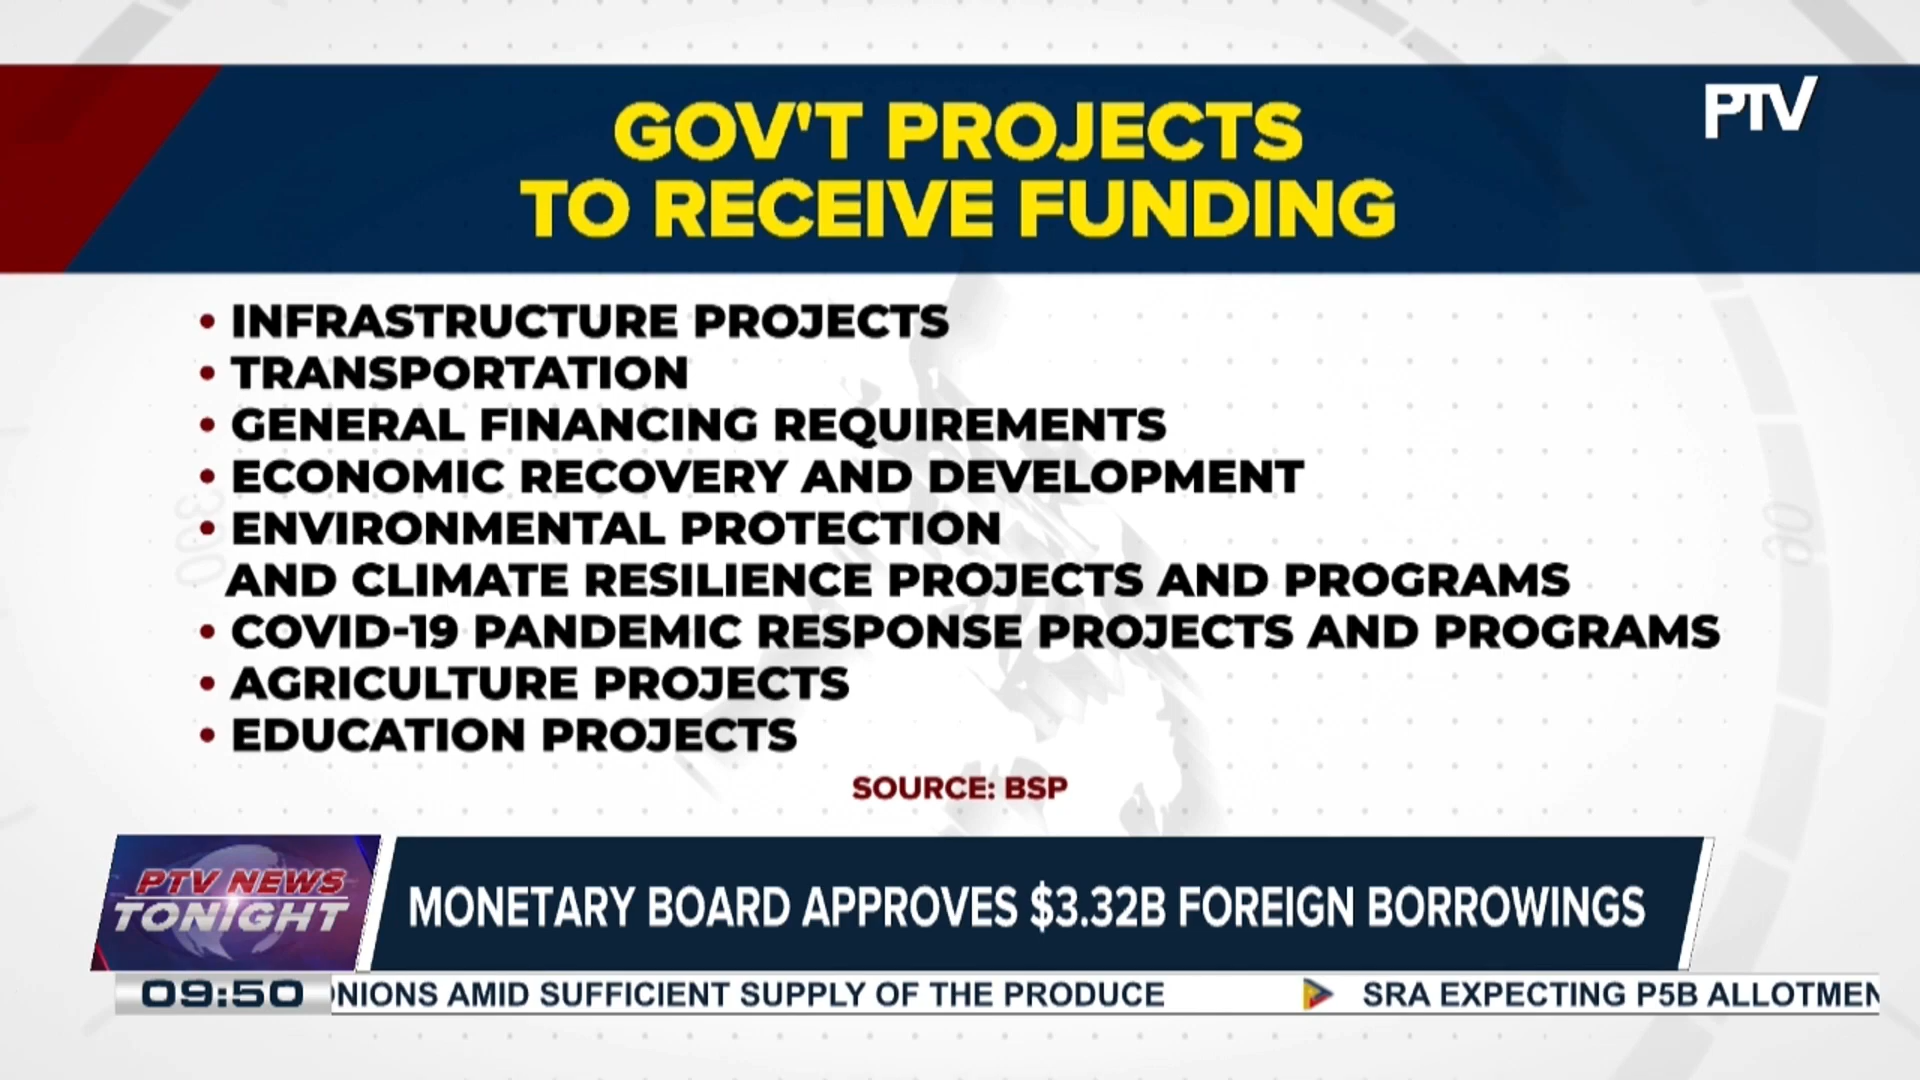 PTV
GOV'T PROJECTS
TO RECEIVE FUNDING
• INFRASTRUCTURE PROJECTS
• TRANSPORTATION
• GENERAL FINANCING REQUIREMENTS
• ECONOMIC RECOVERY AND DEVELOPMENT
• ENVIRONMENTAL PROTECTION
AND CLIMATE RESILIENCE PROJECTS AND PROGRAMS
• COVID-19 PANDEMIC RESPONSE PROJECTS AND PROGRAMS
• AGRICULTURE PROJECTS
• EDUCATION PROJECTS
SOURCE: BSP
PTV NEWS
TONIGHT
MONETARY BOARD APPROVES $3.32B FOREIGN BORROWINGS
09:50
NIONS AMID SUFFICIENT SUPPLY OF THE PRODUCE SRA EXPECTING P5B ALLOTMEN